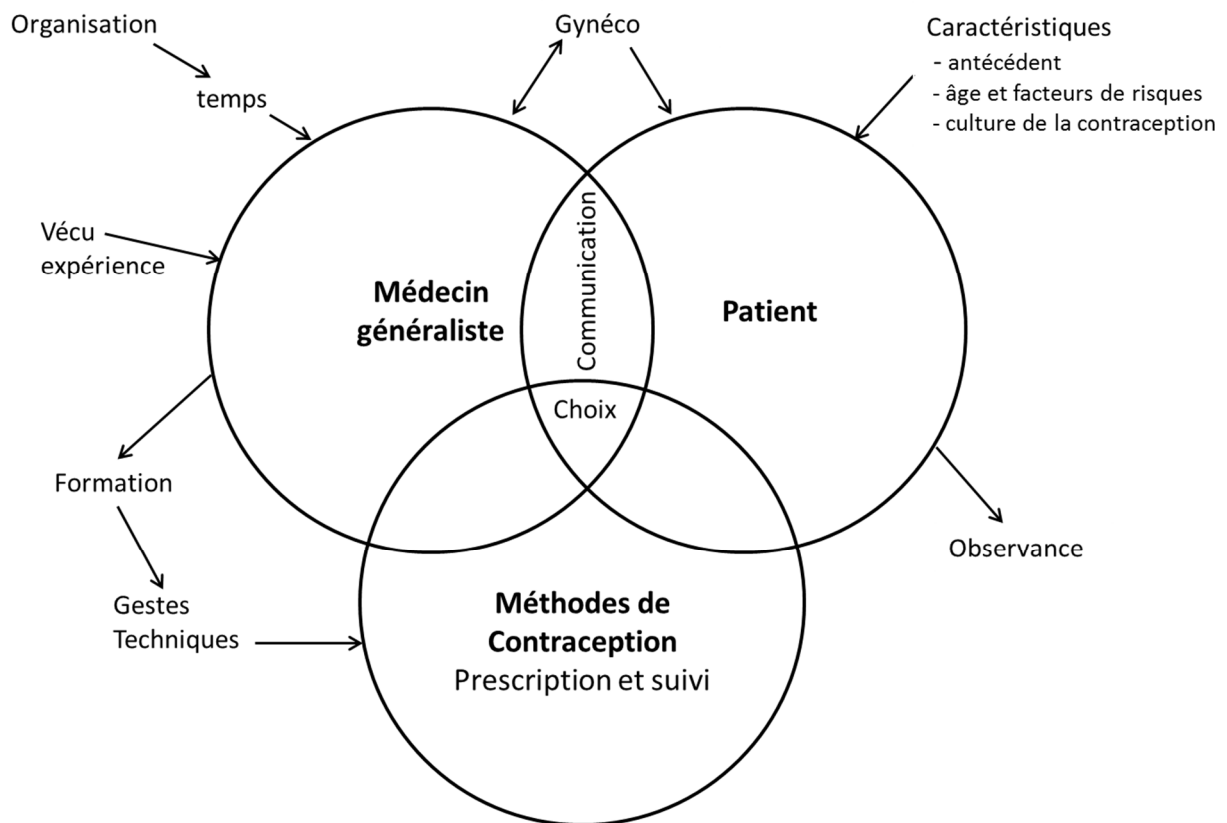 Organisation
temps
Gynéco
Caractéristiques
- antécédent
- âge et facteurs de risques
- culture de la contraception
Vécu
expérience
Médecin
généraliste
Communication
Patient
Choix
Formation
Observance
Gestes
Techniques
Méthodes de
Contraception
Prescription et suivi